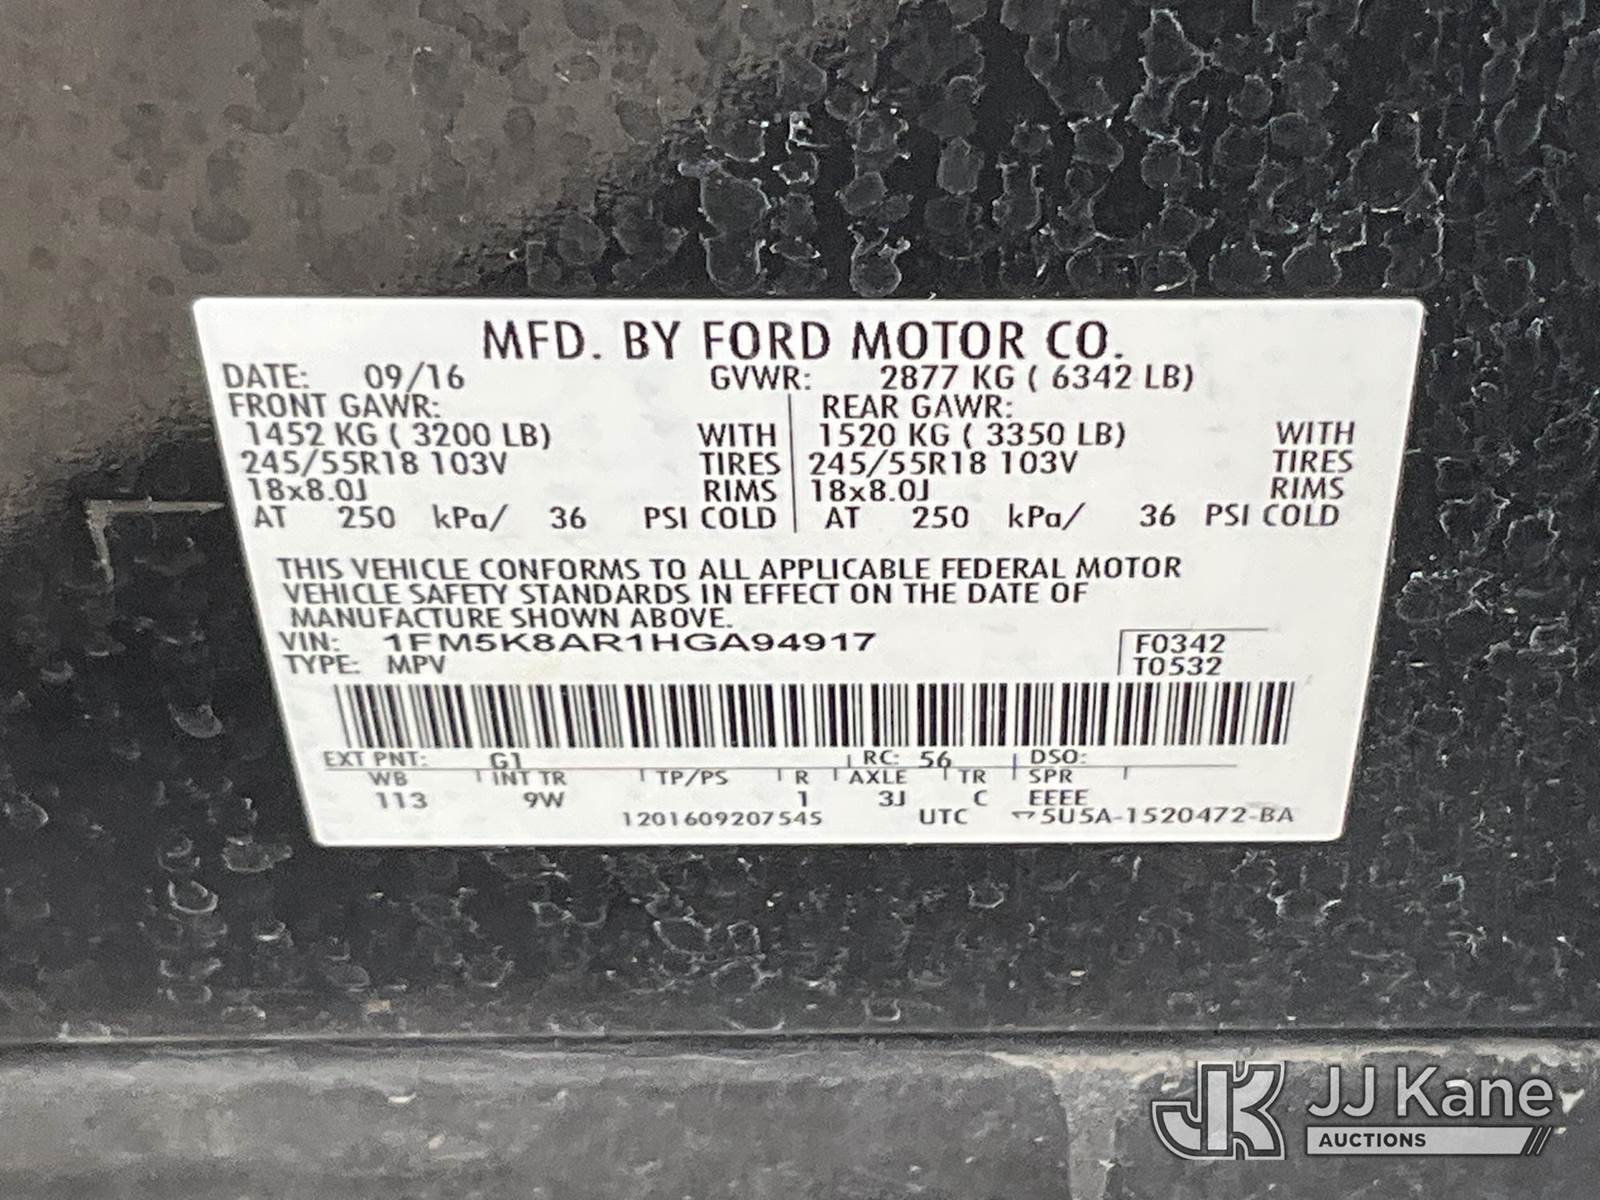 MFD. BY FORD MOTOR CO.
DATE: 09/16 GVWR: 2877 KG ( 6342 LB)
FRONT GAWR: REAR GAWR:
1452 KG ( 3200 LB) WITH 1520 KG ( 3350 LB) WITH
245/55R18 103V TIRES 245/55R18 103V TIRES
18x8.0J RIMS 18x8.0J RIMS
AT 250 kPa/ 36 PSI COLD AT 250 kPa/ 36 PSI COLD
THIS VEHICLE CONFORMS TO ALL APPLICABLE FEDERAL MOTOR
VEHICLE SAFETY STANDARDS IN EFFECT ON THE DATE OF
MANUFACTURE SHOWN ABOVE.
VIN: 1FM5K8AR1HGA94917 F0342
TYPE: MPV T0532
EXT PNT: G1 RC: 56 DSO:
WB INT TR TP/PS R AXLE TR SPR
113 9W 1 3J C EEEE
1201609207545 UTC 5U5A-1520472-BA
JK JJ Kane
AUCTIONS